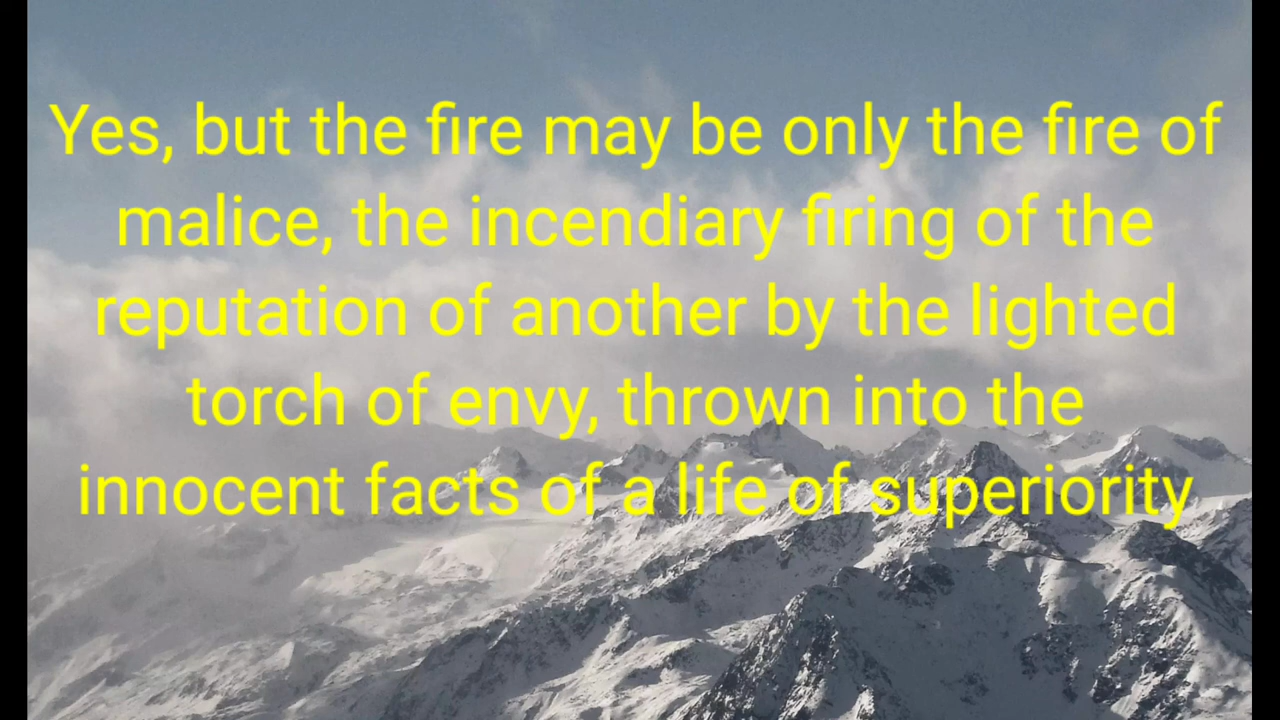 Yes, but the fire may be only the fire of
malice, the incendiary firing of the
reputation of another by the lighted
torch of envy, thrown into the
innocent facts of a life of superiority